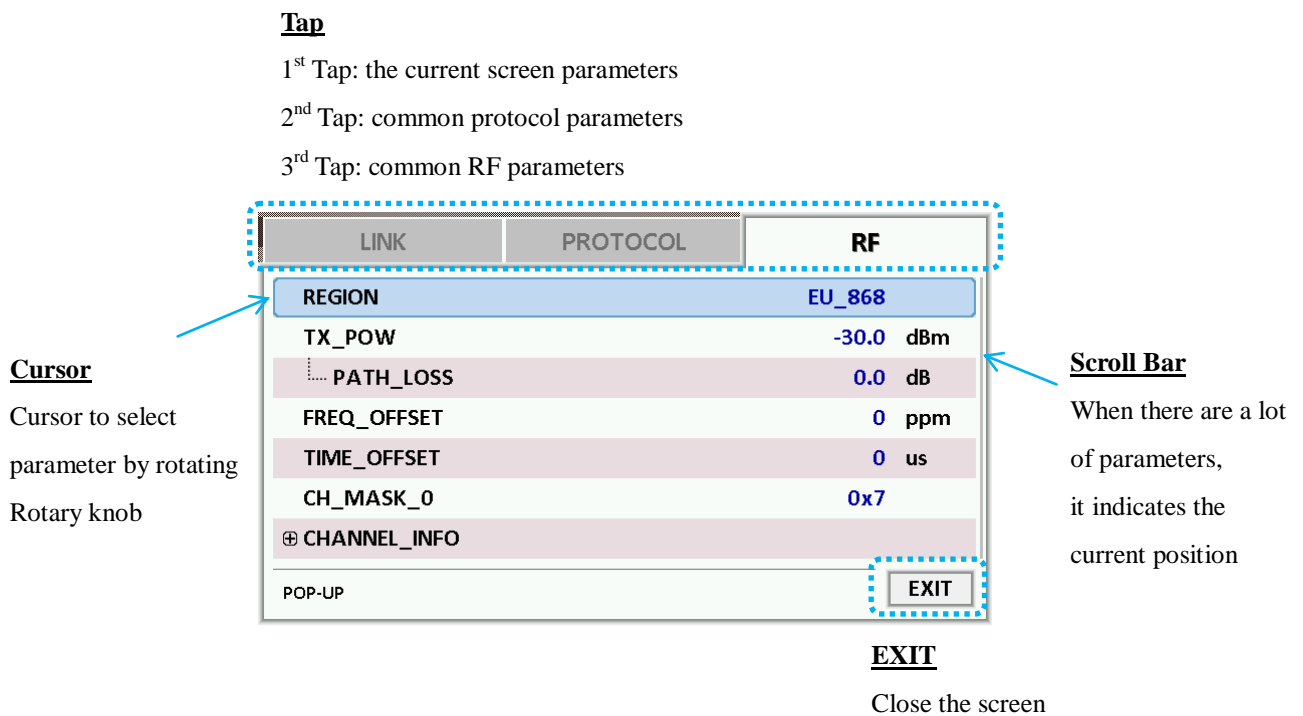 Tap
1st Tap: the current screen parameters
2nd Tap: common protocol parameters
3rd Tap: common RF parameters
LINK PROTOCOL RF
REGION EU_868
TX_POW -30.0 dBm
PATH_LOSS 0.0 dB
FREQ_OFFSET 0 ppm
TIME_OFFSET 0 us
CH_MASK_0 0x7
CHANNEL_INFO
POP-UP EXIT
Cursor
Cursor to select
parameter by rotating
Rotary knob
Scroll Bar
When there are a lot
of parameters,
it indicates the
current position
EXIT
Close the screen